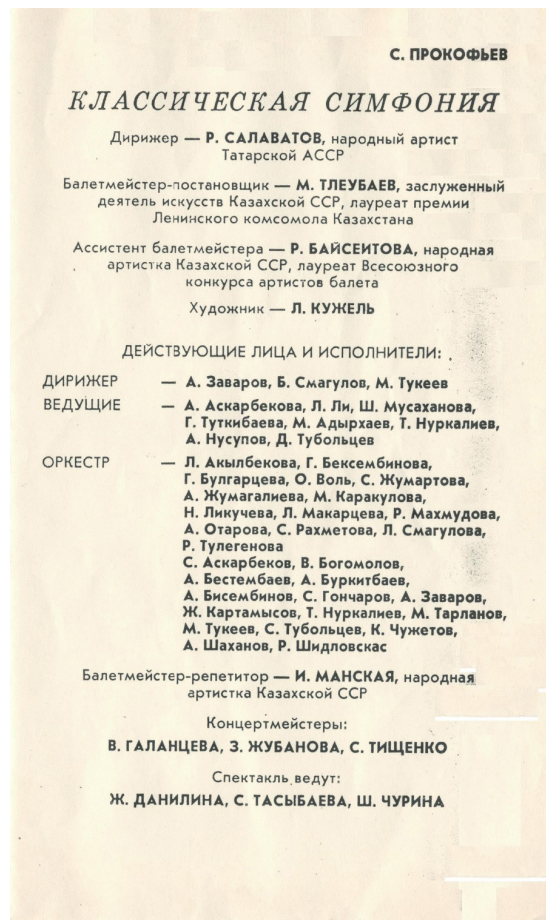 С. ПРОКОФЬЕВ
КЛАССИЧЕСКАЯ СИМФОНИЯ
Дирижер — Р. САЛАВАТОВ, народный артист
Татарской АССР
Балетмейстер-постановщик — М. ТЛЕУБАЕВ, заслуженный
деятель искусств Казахской ССР, лауреат премии
Ленинского комсомола Казахстана
Ассистент балетмейстера — Р. БАЙСЕИТОВА, народная
артистка Казахской ССР, лауреат Всесоюзного
конкурса артистов балета
Художник — Л. КУЖЕЛЬ
ДЕЙСТВУЮЩИЕ ЛИЦА И ИСПОЛНИТЕЛИ:
ДИРИЖЕР — А. Заваров, Б. Смагулов, М. Тукеев
ВЕДУЩИЕ — А. Аскарбекова, Л. Ли, Ш. Мусаханова,
Г. Туткибаева, М. Адырхаев, Т. Нуркалиев,
А. Нусупов, Д. Тубольцев
ОРКЕСТР — Л. Акылбекова, Г. Бексембинова,
Г. Булгарцева, О. Воль, С. Жумартова,
А. Жумагалиева, М. Каракулова,
Н. Ликучева, Л. Макарцева, Р. Махмудова,
А. Отарова, С. Рахметова, Л. Смагулова,
Р. Тулегенова
С. Аскарбеков, В. Богомолов,
А. Бестембаев, А. Буркитбаев,
А. Бисембинов, С. Гончаров, А. Заваров,
Ж. Картамысов, Т. Нуркалиев, М. Тарланов,
М. Тукеев, С. Тубольцев, К. Чужетов,
А. Шаханов, Р. Шидловскас
Балетмейстер-репетитор — И. МАНСКАЯ, народная
артистка Казахской ССР
Концертмейстеры:
В. ГАЛАНЦЕВА, З. ЖУБАНОВА, С. ТИЩЕНКО
Спектакль ведут:
Ж. ДАНИЛИНА, С. ТАСЫБАЕВА, Ш. ЧУРИНА